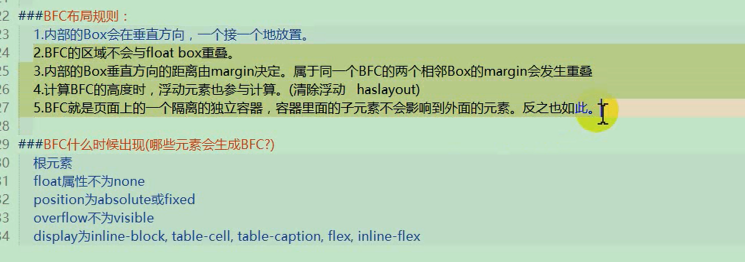 22 ###BFC布局规则：
23 1.内部的Box会在垂直方向，一个接一个地放置。
24 2.BFC的区域不会与float box重叠。
25 3.内部的Box垂直方向的距离由margin决定。属于同一个BFC的两个相邻Box的margin会发生重叠
26 4.计算BFC的高度时，浮动元素也参与计算。(清除浮动 haslayout)
27 5.BFC就是页面上的一个隔离的独立容器，容器里面的子元素不会影响到外面的元素。反之也如此。
28
29 ###BFC什么时候出现(哪些元素会生成BFC?)
30 根元素
31 float属性不为none
32 position为absolute或fixed
33 overflow不为visible
34 display为inline-block, table-cell, table-caption, flex, inline-flex